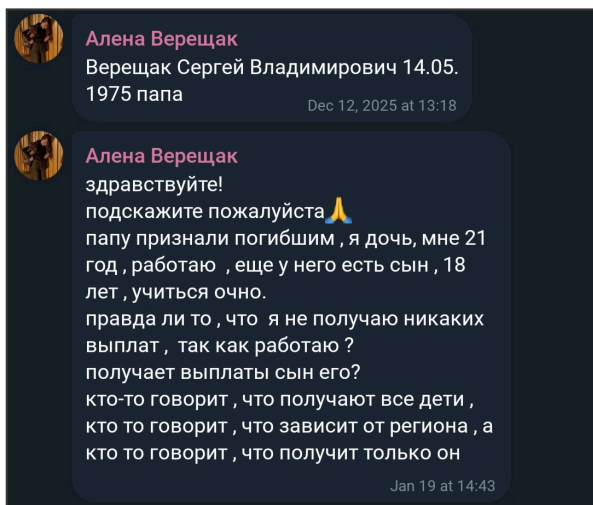 Алена Верещак
Верещак Сергей Владимирович 14.05.
1975 папа
Dec 12, 2025 at 13:18
Алена Верещак
здравствуйте!
подскажите пожалуйста🙏
папу признали погибшим , я дочь, мне 21
год , работаю  , еще у него есть сын , 18
лет , учиться очно.
правда ли то , что  я не получаю никаких
выплат ,  так как работаю ?
получает выплаты сын его?
кто-то говорит , что получают все дети ,
кто то говорит , что зависит от региона , а
кто то говорит , что получит только он
Jan 19 at 14:43